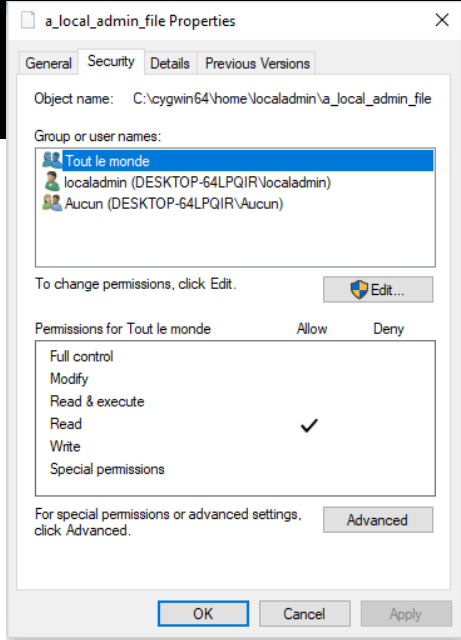 a_local_admin_file Properties
General Security Details Previous Versions
Object name: C:\cygwin64\home\localadmin\a_local_admin_file
Group or user names:
Tout le monde
localadmin (DESKTOP-64LPQIR\localadmin)
Aucun (DESKTOP-64LPQIR\Aucun)
To change permissions, click Edit.
Edit...
Permissions for Tout le monde Allow Deny
Full control
Modify
Read & execute
Read
Write
Special permissions
For special permissions or advanced settings,
click Advanced.
Advanced
OK Cancel Apply